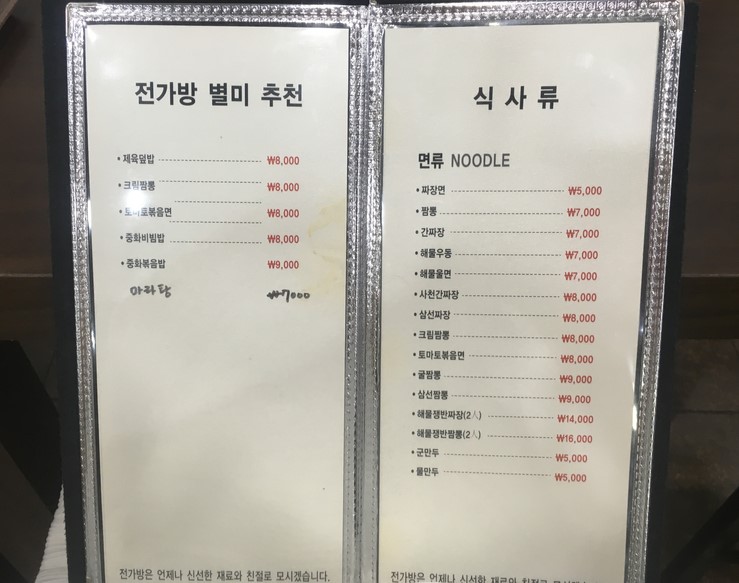 전가방 별미 추천
• 제육덮밥 ₩8,000
• 크림짬뽕 ₩8,000
• 토마토볶음면 ₩8,000
• 중화비빔밥 ₩8,000
• 중화볶음밥 ₩9,000
마라탕 ₩7000
전가방은 언제나 신선한 재료와 친절로 모시겠습니다.
식 사 류
면류 NOODLE
• 짜장면 ₩5,000
• 짬뽕 ₩7,000
• 간짜장 ₩7,000
• 해물우동 ₩7,000
• 해물울면 ₩7,000
• 사천간짜장 ₩8,000
• 삼선짜장 ₩8,000
• 크림짬뽕 ₩8,000
• 토마토볶음면 ₩8,000
• 굴짬뽕 ₩9,000
• 삼선짬뽕 ₩9,000
• 해물쟁반짜장(2人) ₩14,000
• 해물쟁반짬뽕(2人) ₩16,000
• 군만두 ₩5,000
• 물만두 ₩5,000
전가방은 언제나 신선한 재료와 친절로